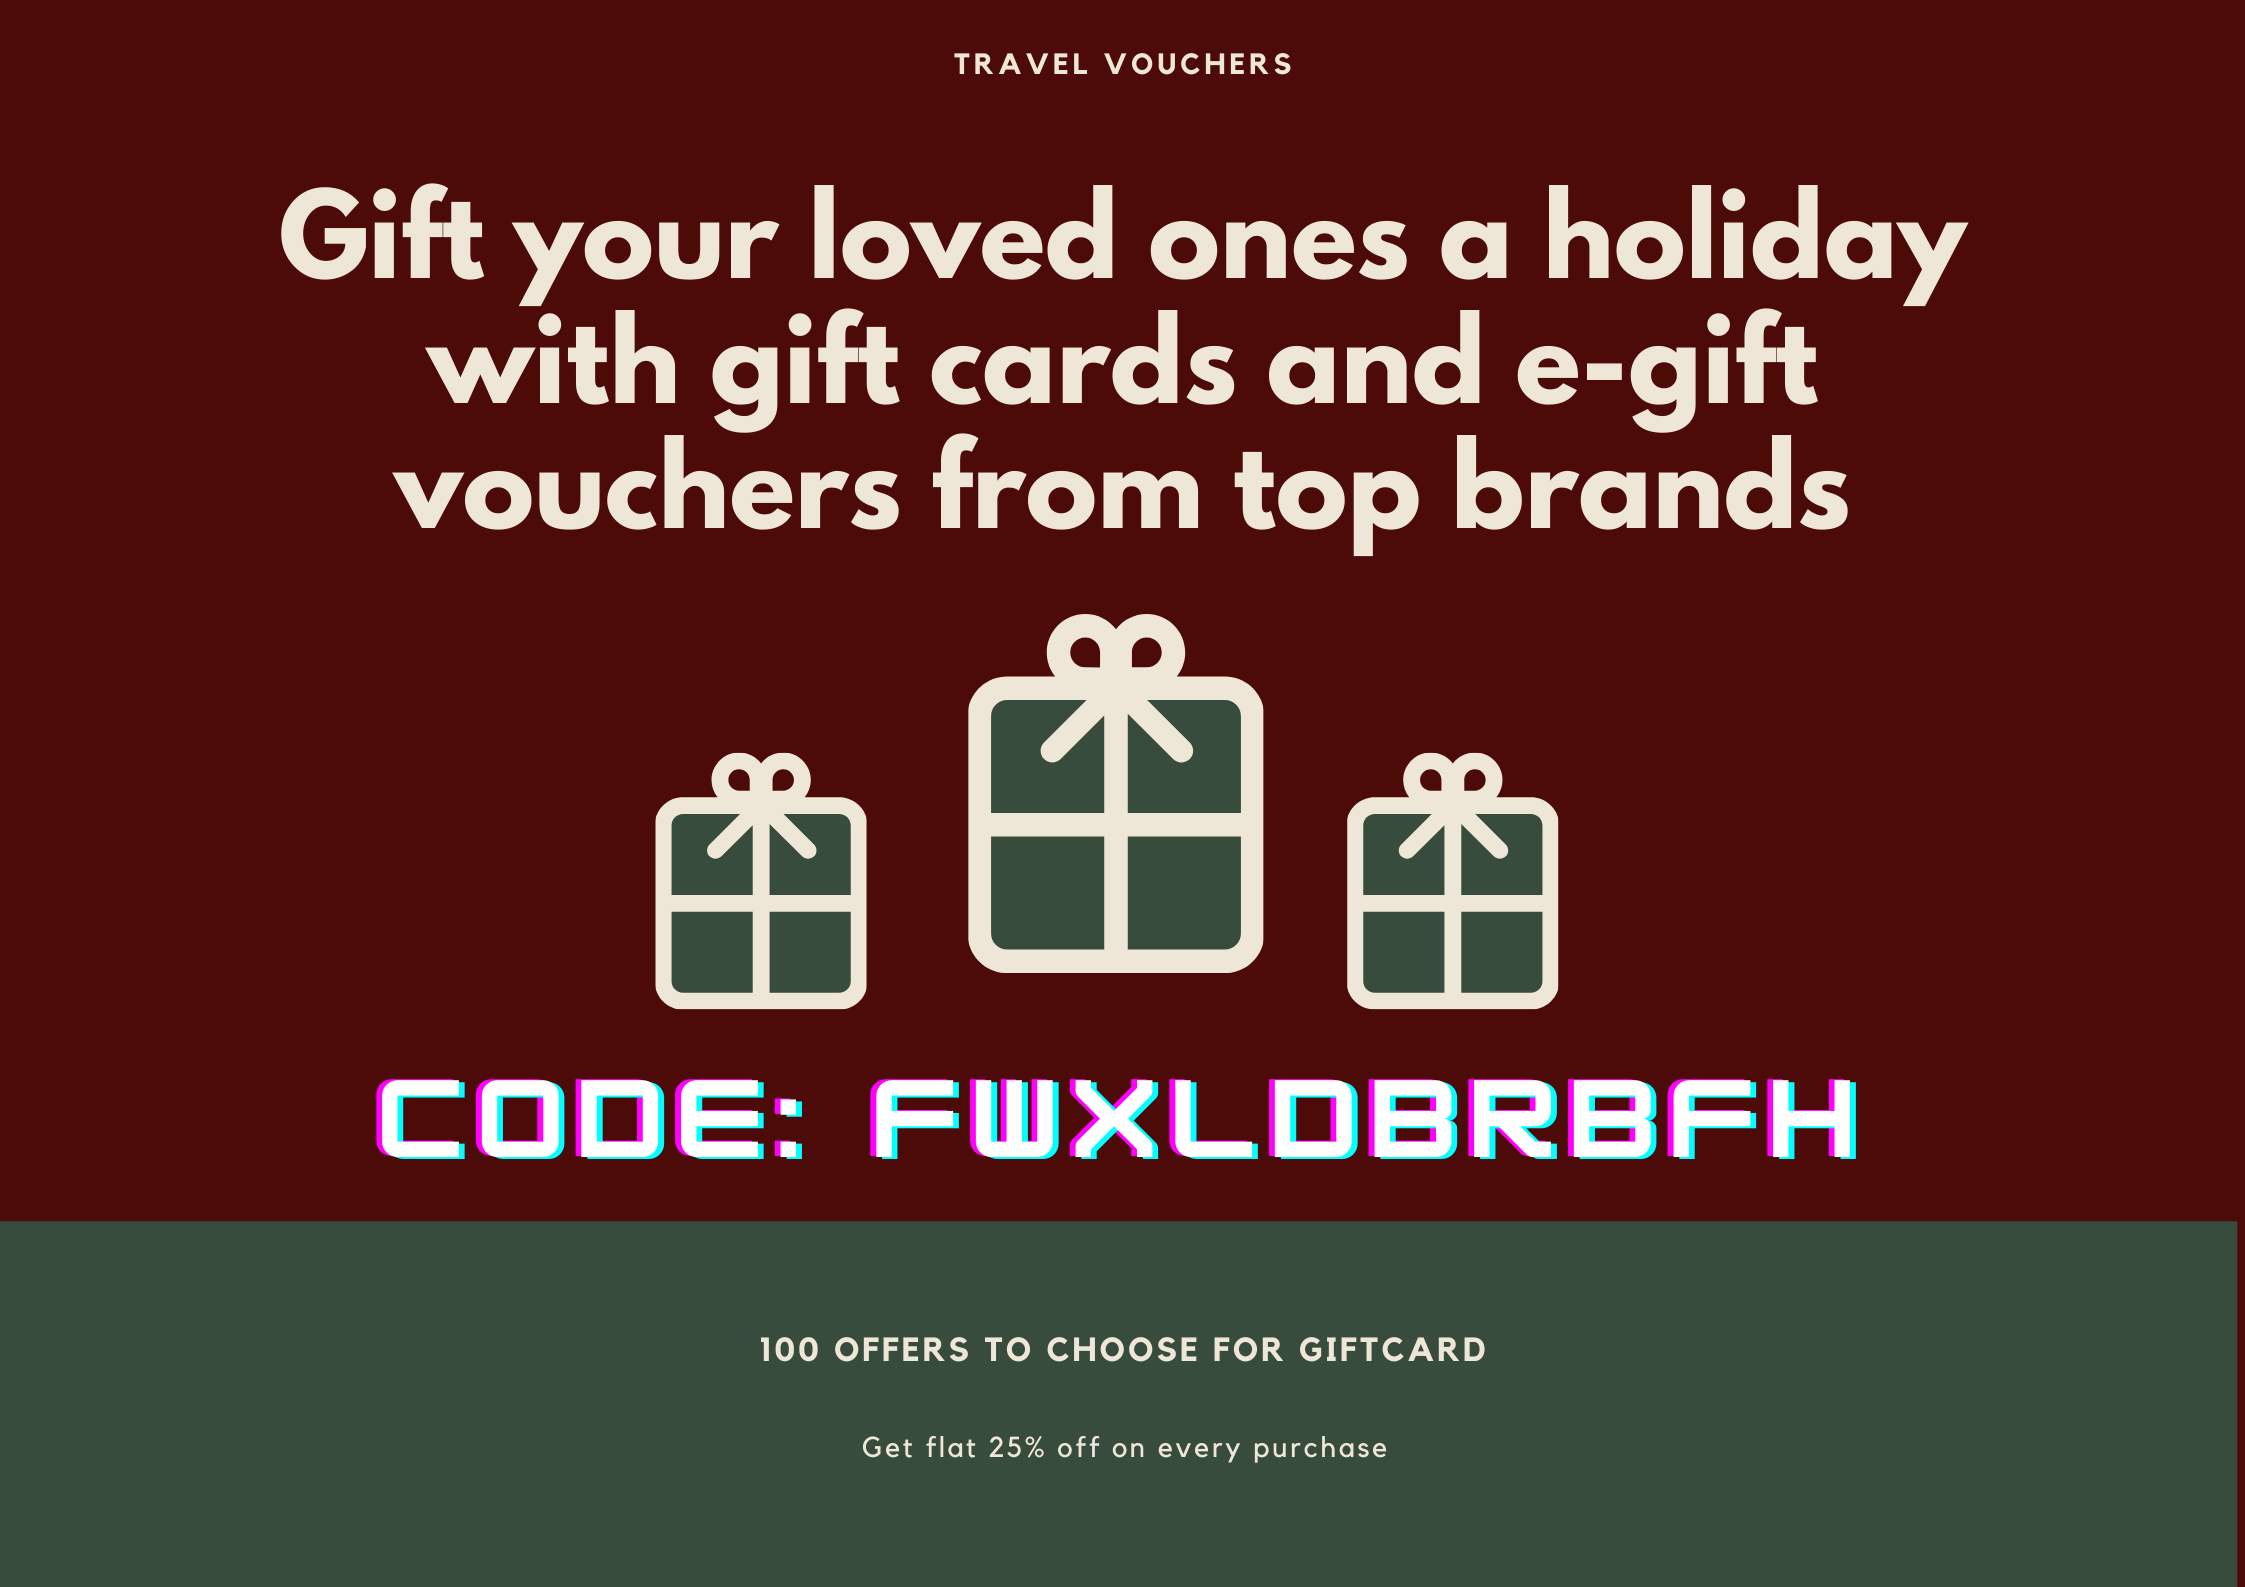 TRAVEL VOUCHERS
Gift your loved ones a holiday
with gift cards and e-gift
vouchers from top brands
CODE: FWXLDBRBFH
100 OFFERS TO CHOOSE FOR GIFTCARD
Get flat 25% off on every purchase